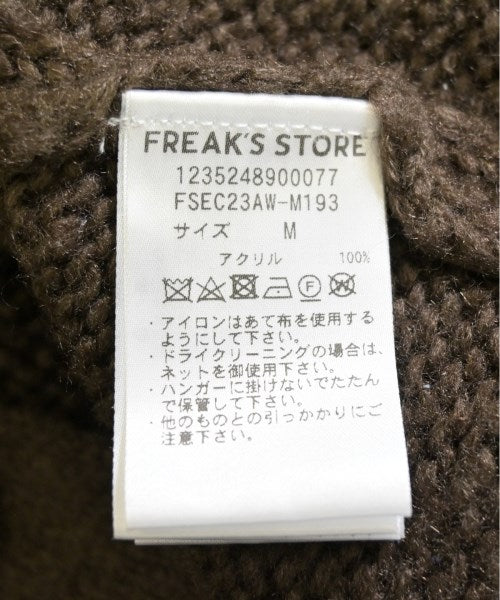 FREAK'S STORE
1235248900077
FSEC23AW-M193
サイズ M
アクリル 100%
F W
・アイロンはあて布を使用する
ようにして下さい。
・ドライクリーニングの場合は、
ネットを御使用下さい。
・ハンガーに掛けないでたたん
で保管して下さい。
・他のものとの引っかかりにご
注意下さい。